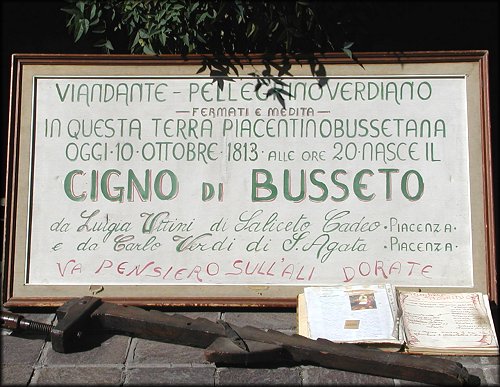 VIANDANTE - PELLEGRINO VERDIANO
- FERMATI E MEDITA -
IN QUESTA TERRA PIACENTINOBUSSETANA
OGGI · 10 · OTTOBRE · 1813 · ALLE ORE 20 · NASCE IL
CIGNO DI BUSSETO
da Luigia Uttini di Saliceto Cadeo · PIACENZA ·
e da Carlo Verdi di S. Agata · PIACENZA ·
VA PENSIERO SULL'ALI DORATE